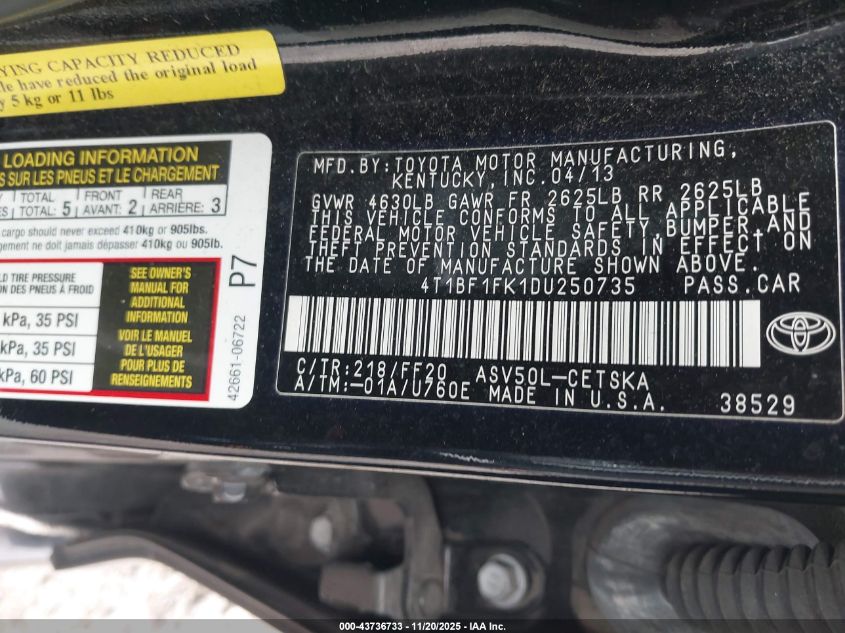 YING CAPACITY REDUCED
le have reduced the original load
y 5 kg or 11 lbs
LOADING INFORMATION
S SUR LES PNEUS ET LE CHARGEMENT
TOTAL FRONT REAR
TOTAL: 5 AVANT: 2 ARRIÈRE: 3
cargo should never exceed 410kg or 905lbs.
gement ne doit jamais dépasser 410kg ou 905lb.
LD TIRE PRESSURE
ON DES PNEUS À FROID
kPa, 35 PSI
kPa, 35 PSI
kPa, 60 PSI
SEE OWNER'S
MANUAL FOR
ADDITIONAL
INFORMATION
VOIR LE MANUEL
DE L'USAGER
POUR PLUS DE
RENSEIGNEMENTS
42661-06722 P7
MFD.BY:TOYOTA MOTOR MANUFACTURING,
KENTUCKY,INC.04/13
GVWR 4630LB GAWR FR 2625LB RR 2625LB
THIS VEHICLE CONFORMS TO ALL APPLICABLE
FEDERAL MOTOR VEHICLE SAFETY,BUMPER,AND
THEFT PREVENTION STANDARDS IN EFFECT ON
THE DATE OF MANUFACTURE SHOWN ABOVE.
4T1BF1FK1DU250735 PASS.CAR
C/TR:218/FF20 ASV50L-CETSKA
A/TM:-01A/U760E MADE IN U.S.A.
38529
000-43736733 - 11/20/2025 - IAA Inc.